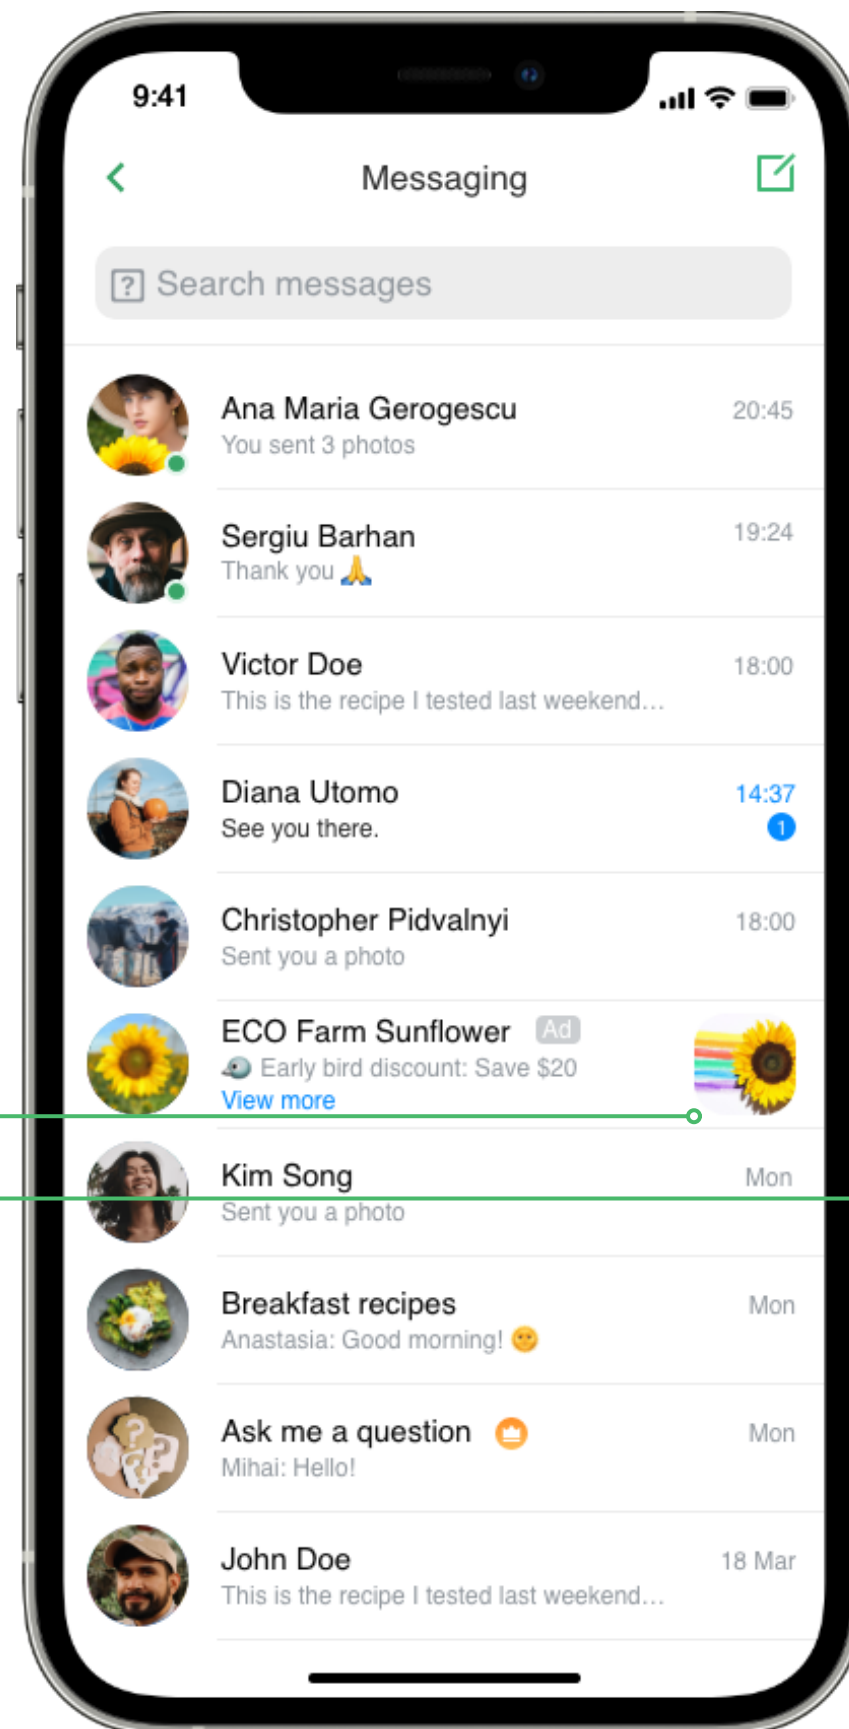 9:41
Messaging
Search messages
Ana Maria Gerogescu
20:45
You sent 3 photos
Sergiu Barhan
19:24
Thank you 🙏
Victor Doe
18:00
This is the recipe I tested last weekend...
Diana Utomo
14:37
See you there.
1
Christopher Pidvalnyi
18:00
Sent you a photo
ECO Farm Sunflower Ad
Early bird discount: Save $20
View more
Kim Song
Mon
Sent you a photo
Breakfast recipes
Mon
Anastasia: Good morning! 🌝
Ask me a question
Mon
Mihai: Hello!
John Doe
18 Mar
This is the recipe I tested last weekend...